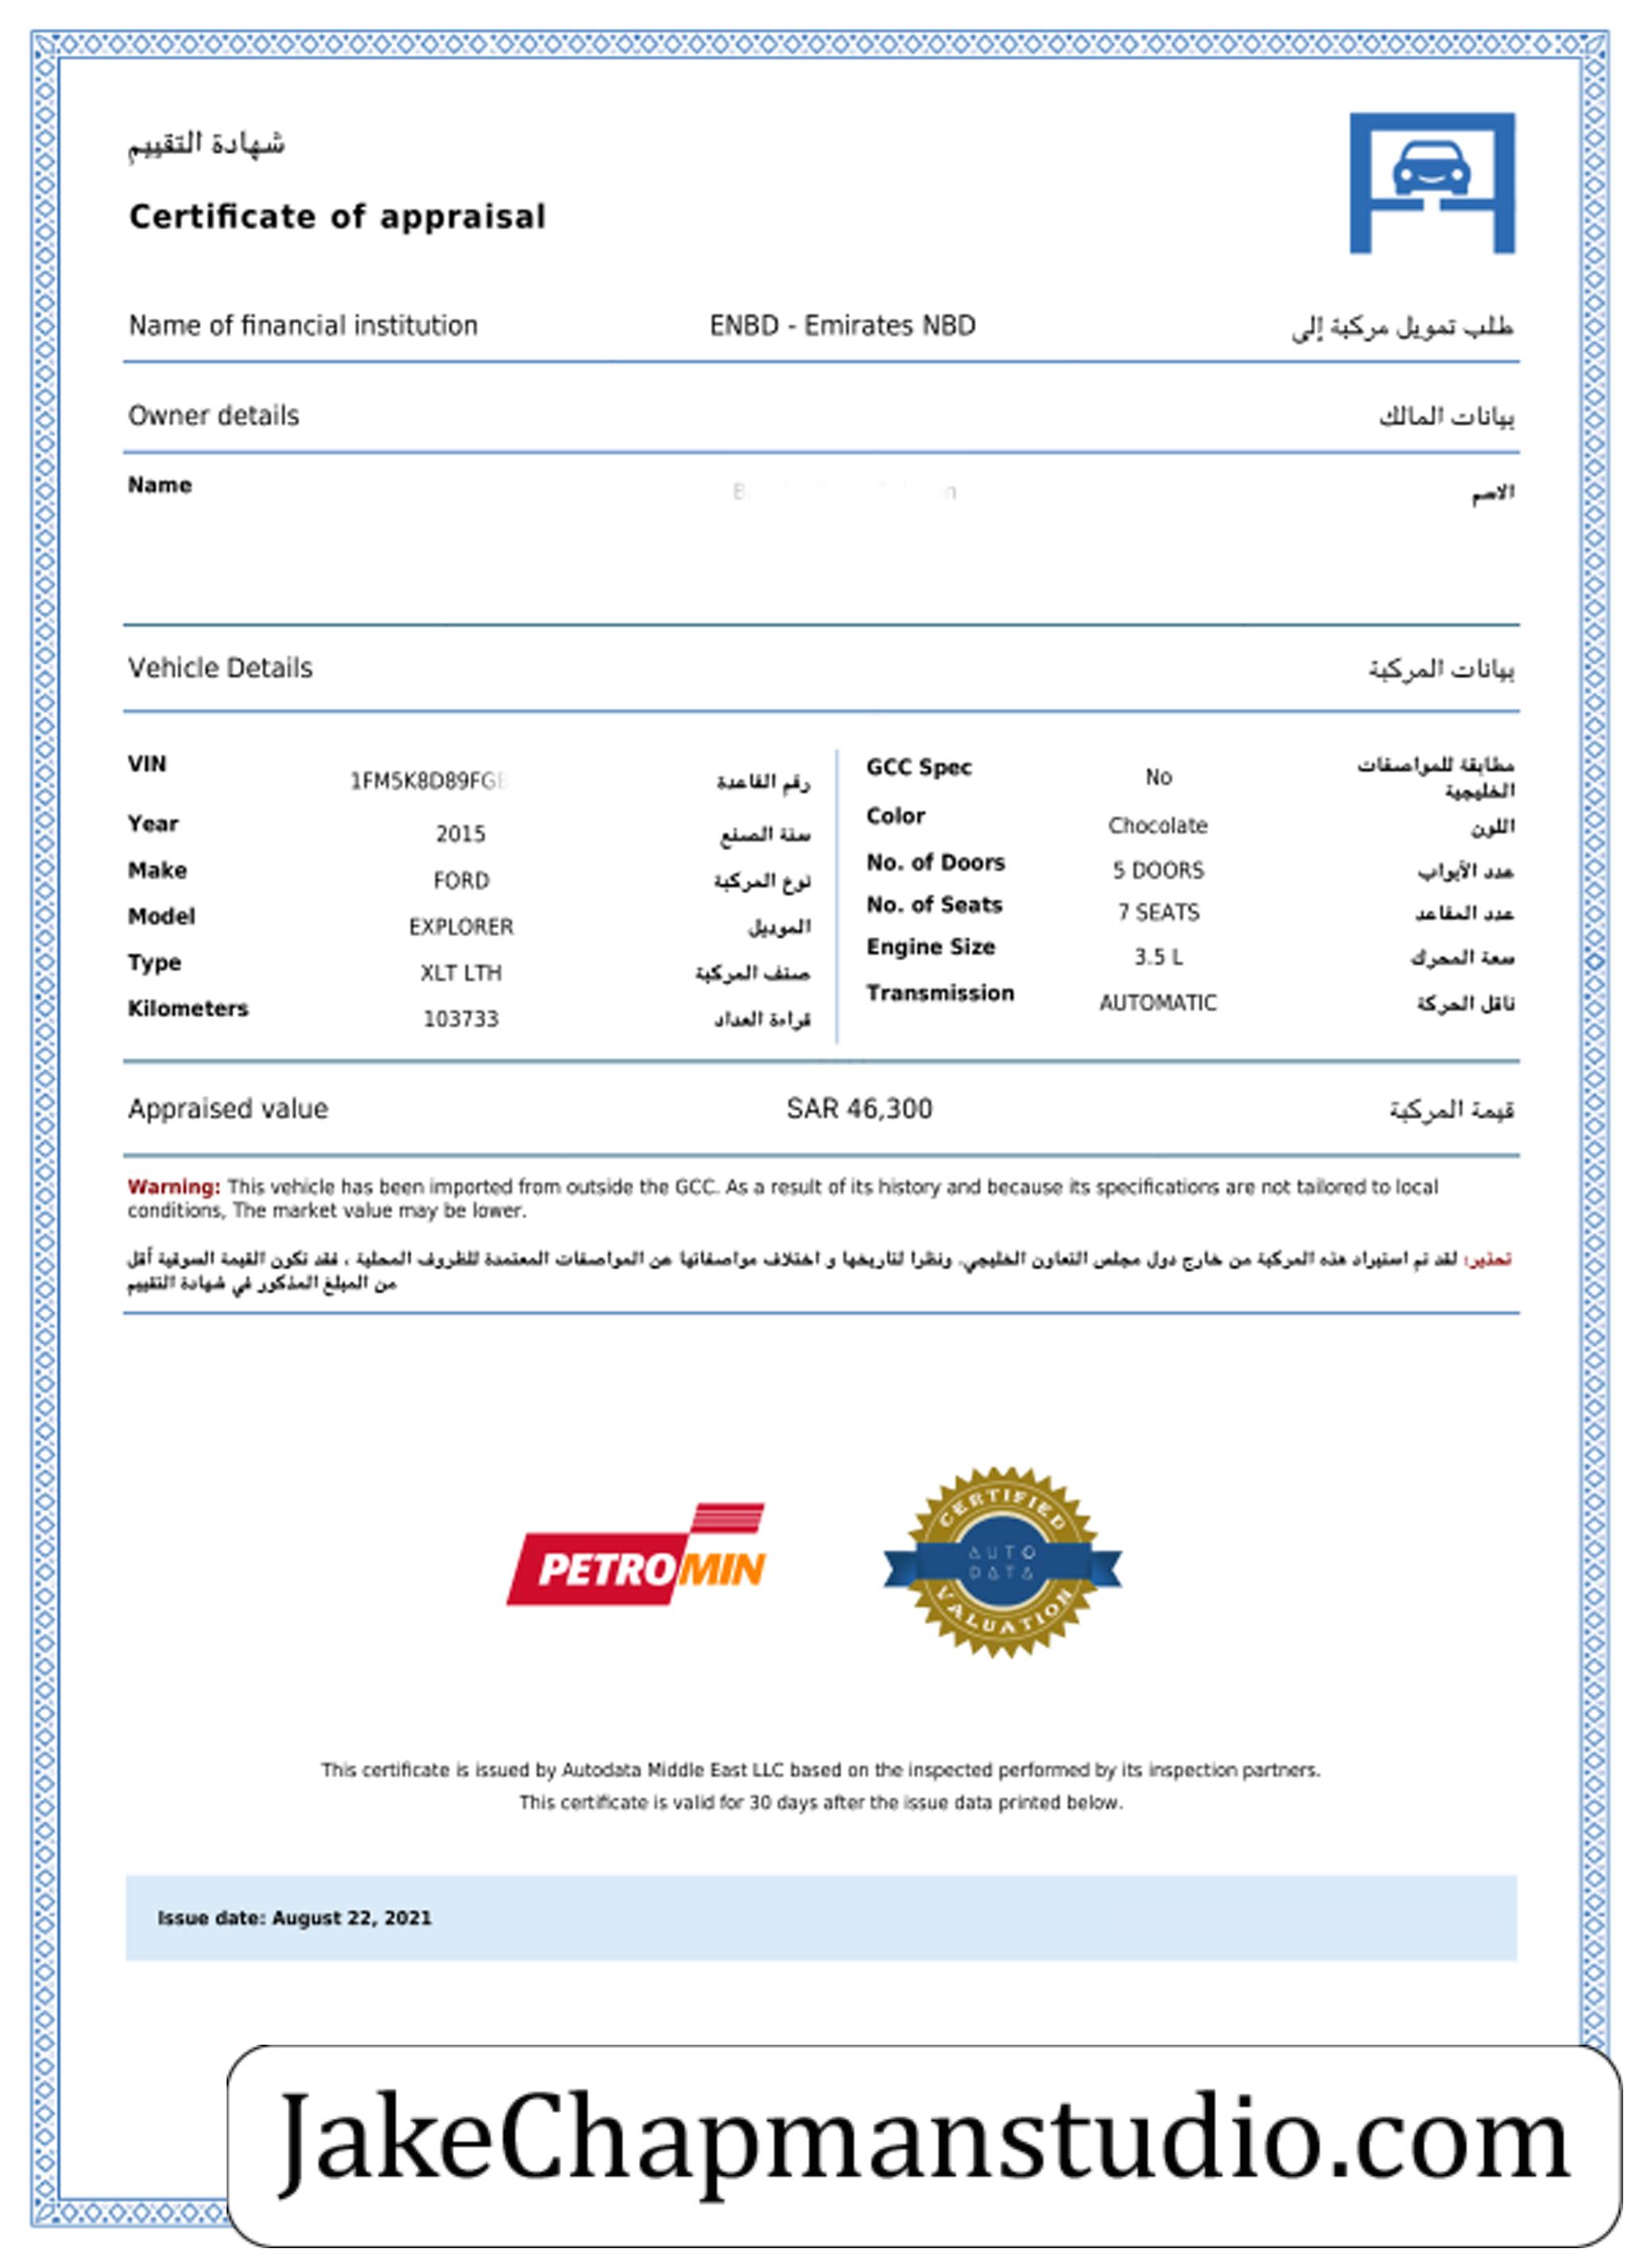 شهادة التقييم
Certificate of appraisal
Name of financial institution ENBD - Emirates NBD طلب تمويل مركبة إلى
Owner details بيانات المالك
Name الاسم
Vehicle Details بيانات المركبة
VIN 1FM5K8D89FG رقم القاعدة
Year 2015 سنة الصنع
Make FORD نوع المركبة
Model EXPLORER الموديل
Type XLT LTH صنف المركبة
Kilometers 103733 قراءة العداد
GCC Spec No مطابقة للمواصفات
الخليجية
Color Chocolate اللون
No. of Doors 5 DOORS عدد الأبواب
No. of Seats 7 SEATS عدد المقاعد
Engine Size 3.5 L سعة المحرك
Transmission AUTOMATIC ناقل الحركة
Appraised value SAR 46,300 قيمة المركبة
Warning: This vehicle has been imported from outside the GCC. As a result of its history and because its specifications are not tailored to local
conditions, The market value may be lower.
تحذير: لقد تم استيراد هذه المركبة من خارج دول مجلس التعاون الخليجي. ونظرا لتاريخها و اختلاف مواصفاتها عن المواصفات المعتمدة للظروف المحلية ، فقد تكون القيمة السوقية أقل
من المبلغ المذكور في شهادة التقييم
PETROMIN
CERTIFIED
AUTO
DATA
VALUATION
This certificate is issued by Autodata Middle East LLC based on the inspected performed by its inspection partners.
This certificate is valid for 30 days after the issue data printed below.
Issue date: August 22, 2021
JakeChapmanstudio.com